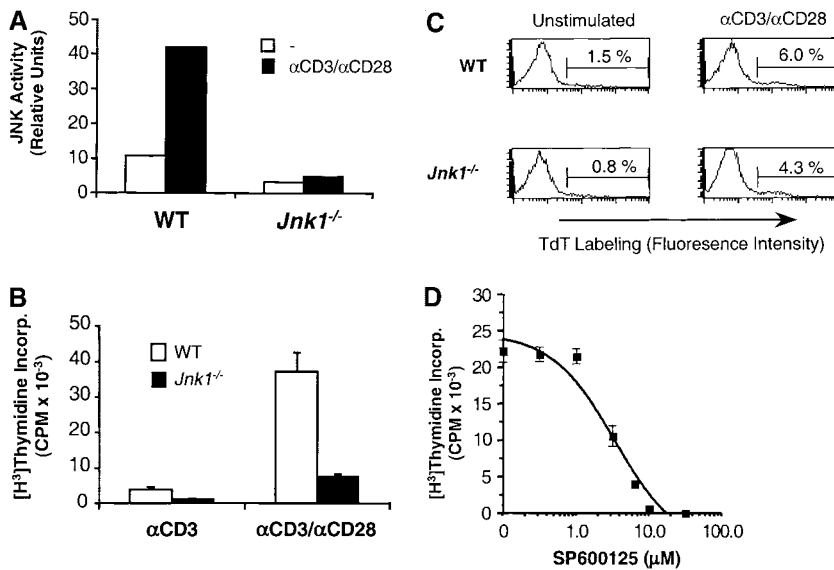 A
JNK Activity
(Relative Units)
50
40
30
20
10
0
-
αCD3/αCD28
WT
Jnk1-/-
B
[H3]Thymidine Incorp.
(CPM x 10-3)
50
40
30
20
10
0
WT
Jnk1-/-
αCD3
αCD3/αCD28
C
Unstimulated
αCD3/αCD28
WT
1.5 %
6.0 %
Jnk1-/-
0.8 %
4.3 %
TdT Labeling (Fluoresence Intensity)
D
[H3]Thymidine Incorp.
(CPM x 10-3)
30
25
20
15
10
5
0
0
1.0
10.0
100.0
SP600125 (μM)